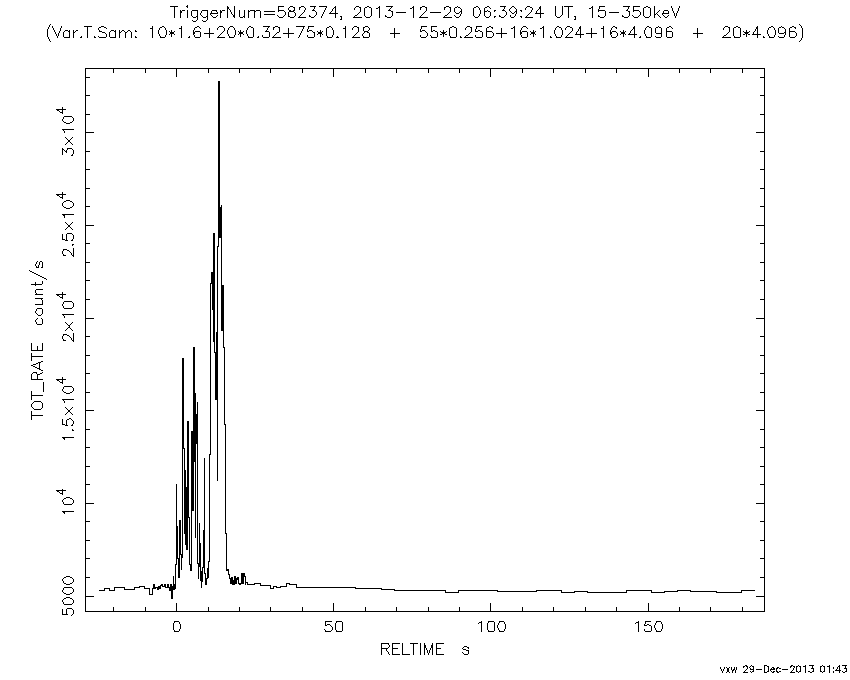 TriggerNum=582374, 2013-12-29 06:39:24 UT, 15-350keV
(Var.T.Sam: 10*1.6+20*0.32+75*0.128 + 55*0.256+16*1.024+16*4.096 + 20*4.096)
3×10⁴
2.5×10⁴
2×10⁴
1.5×10⁴
10⁴
5000
TOT_RATE count/s
0 50 100 150
RELTIME s
vxw 29-Dec-2013 01:43